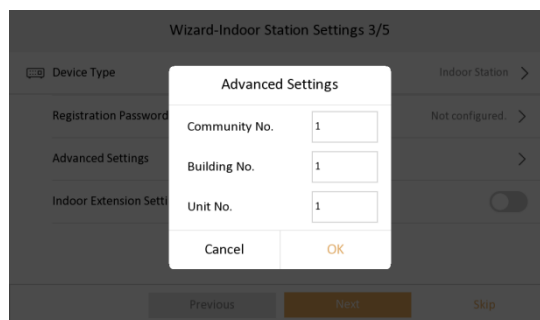 Wizard-Indoor Station Settings 3/5
Device Type Indoor Station >
Advanced Settings
Registration Password Not configured. >
Community No. 1
Advanced Settings >
Building No. 1
Indoor Extension Setti
Unit No. 1
Cancel OK
Previous Next Skip